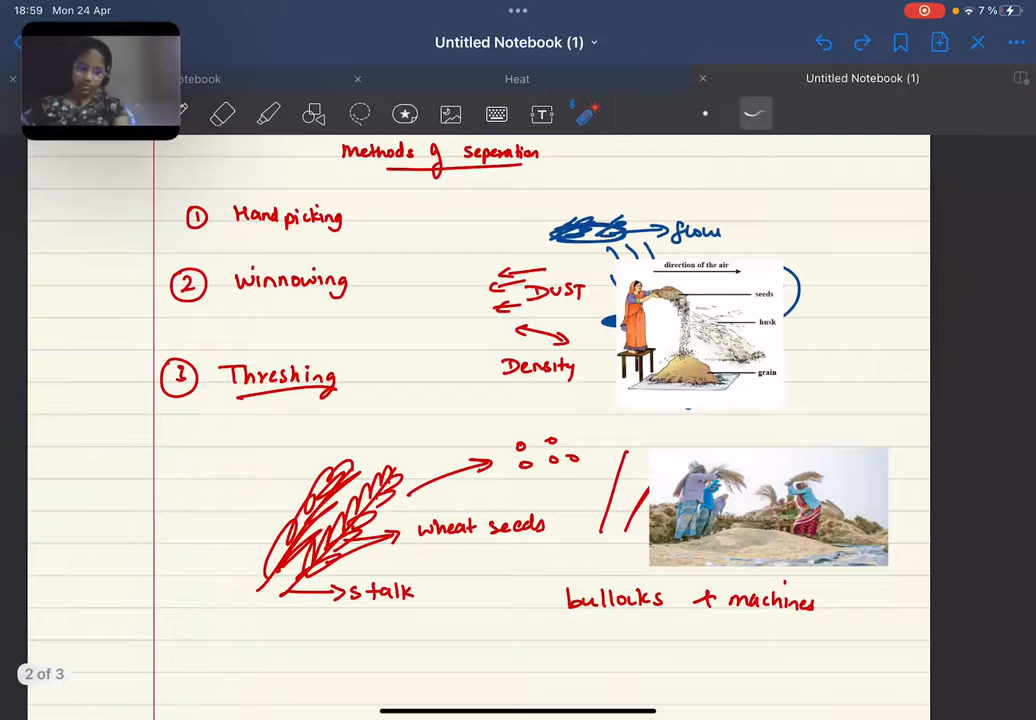 18:59 Mon 24 Apr
7 %
Untitled Notebook (1)
otebook
Heat
Untitled Notebook (1)
T
Methods of seperation
1 Hand picking
2 winnowing
3 Threshing
DUST
Density
direction of the air
seeds
husk
grain
wheat seeds
stalk
bullocks + machines
2 of 3